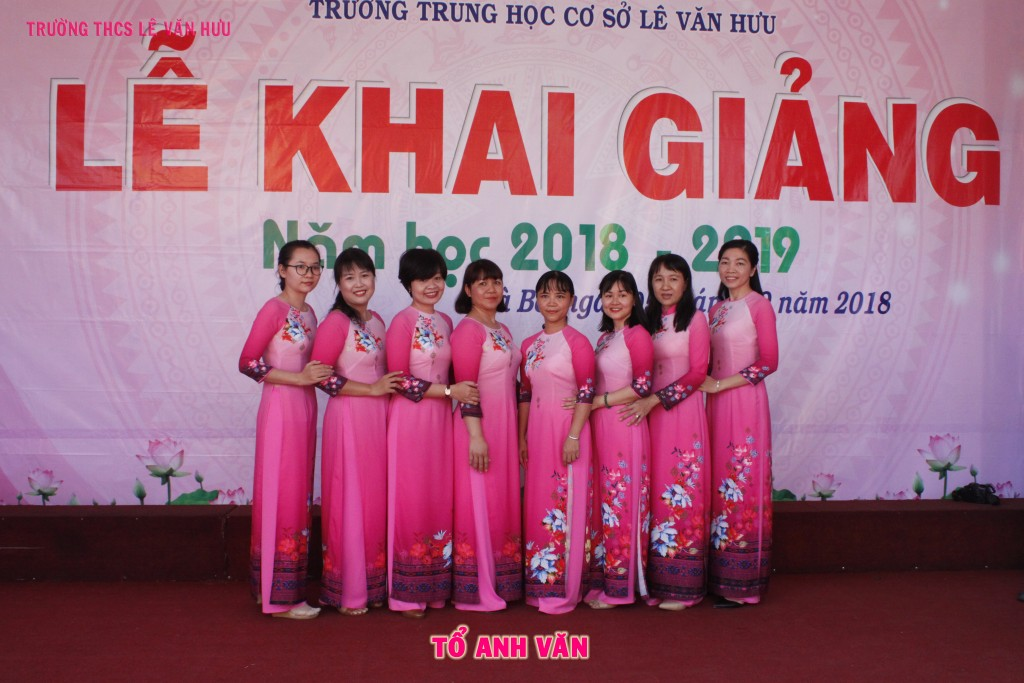 TRƯỜNG TRUNG HỌC CƠ SỞ LÊ VĂN HƯU
TRƯỜNG THCS LÊ VĂN HƯU
LỄ KHAI GIẢNG
Năm học 2018 - 2019
năm 2018
TỔ ANH VĂN